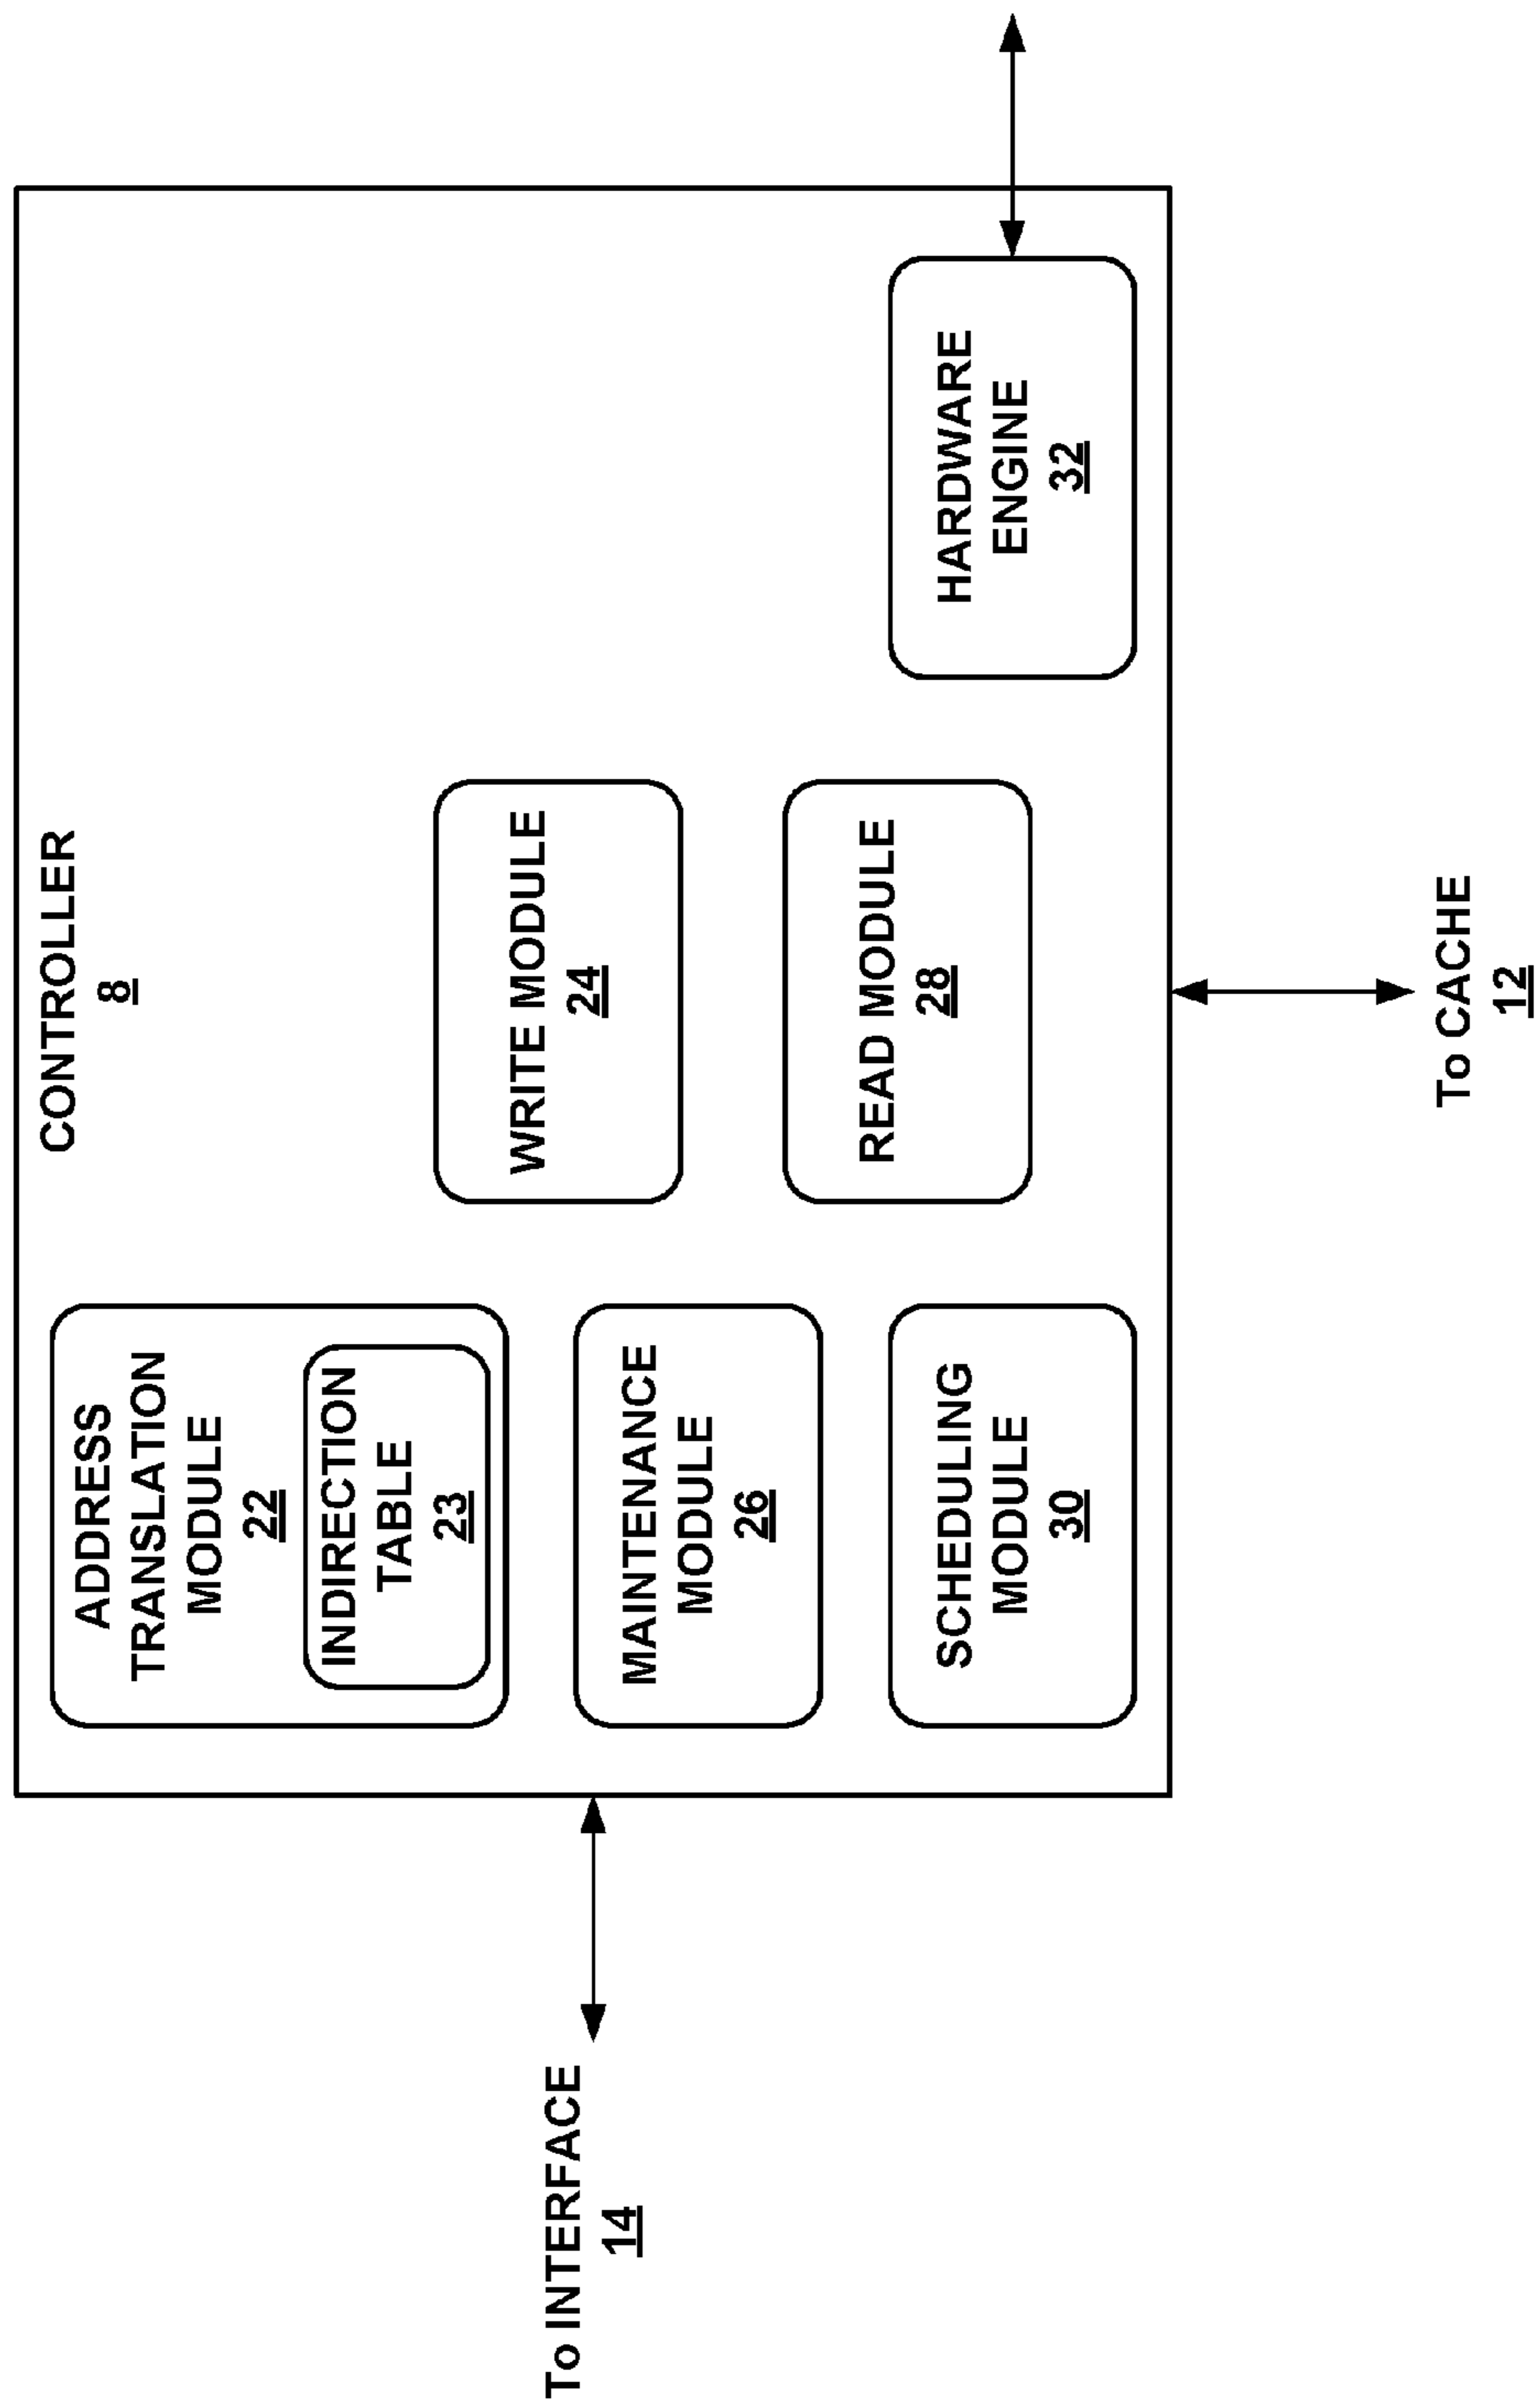 CONTROLLER
8
ADDRESS
TRANSLATION
MODULE
22
INDIRECTION
TABLE
23
WRITE MODULE
24
MAINTENANCE
MODULE
26
READ MODULE
28
SCHEDULING
MODULE
30
HARDWARE
ENGINE
32
To INTERFACE
14
To CACHE
12